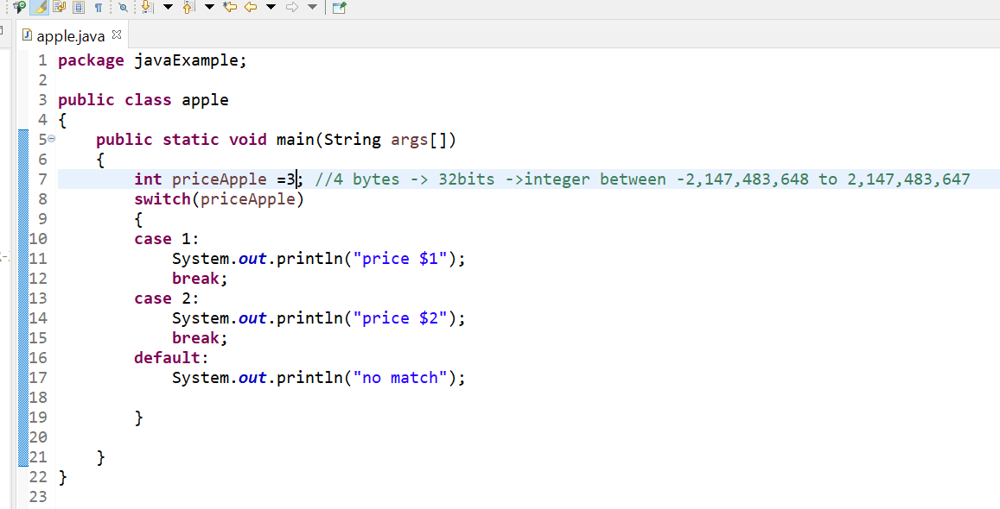 apple.java
1 package javaExample;
2
3 public class apple
4 {
5 public static void main(String args[])
6 {
7 int priceApple =3; //4 bytes -> 32bits ->integer between -2,147,483,648 to 2,147,483,647
8 switch(priceApple)
9 {
10 case 1:
11 System.out.println("price $1");
12 break;
13 case 2:
14 System.out.println("price $2");
15 break;
16 default:
17 System.out.println("no match");
18
19 }
20
21 }
22 }
23